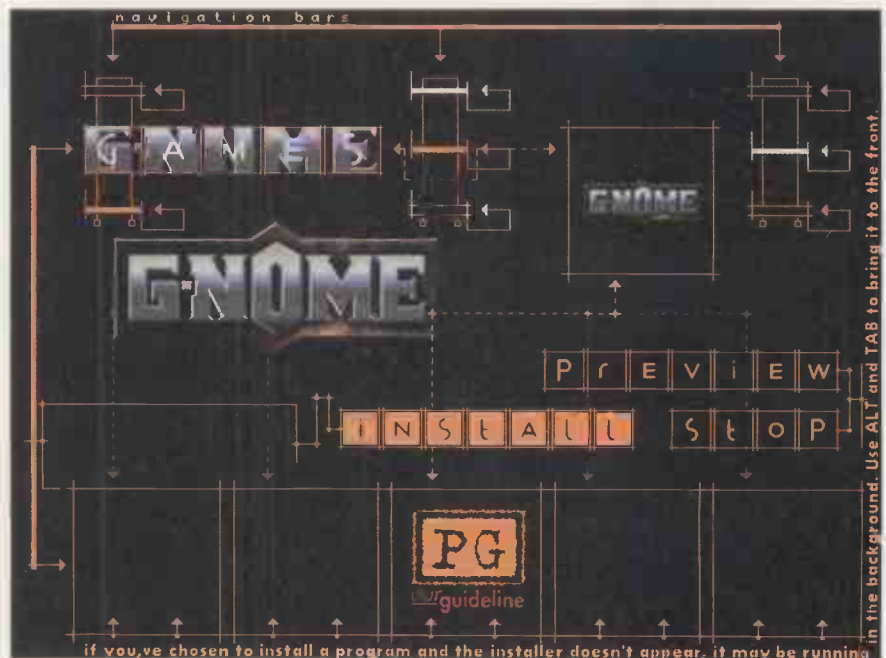 navigation bars
GAMES
GNOME
GNOME
PrEViEW
iNStAll
StoP
PG
our guideline
if you,ve chosen to install a program and the installer doesn't appear, it may be running
in the background. Use ALT and TAB to bring it to the front.